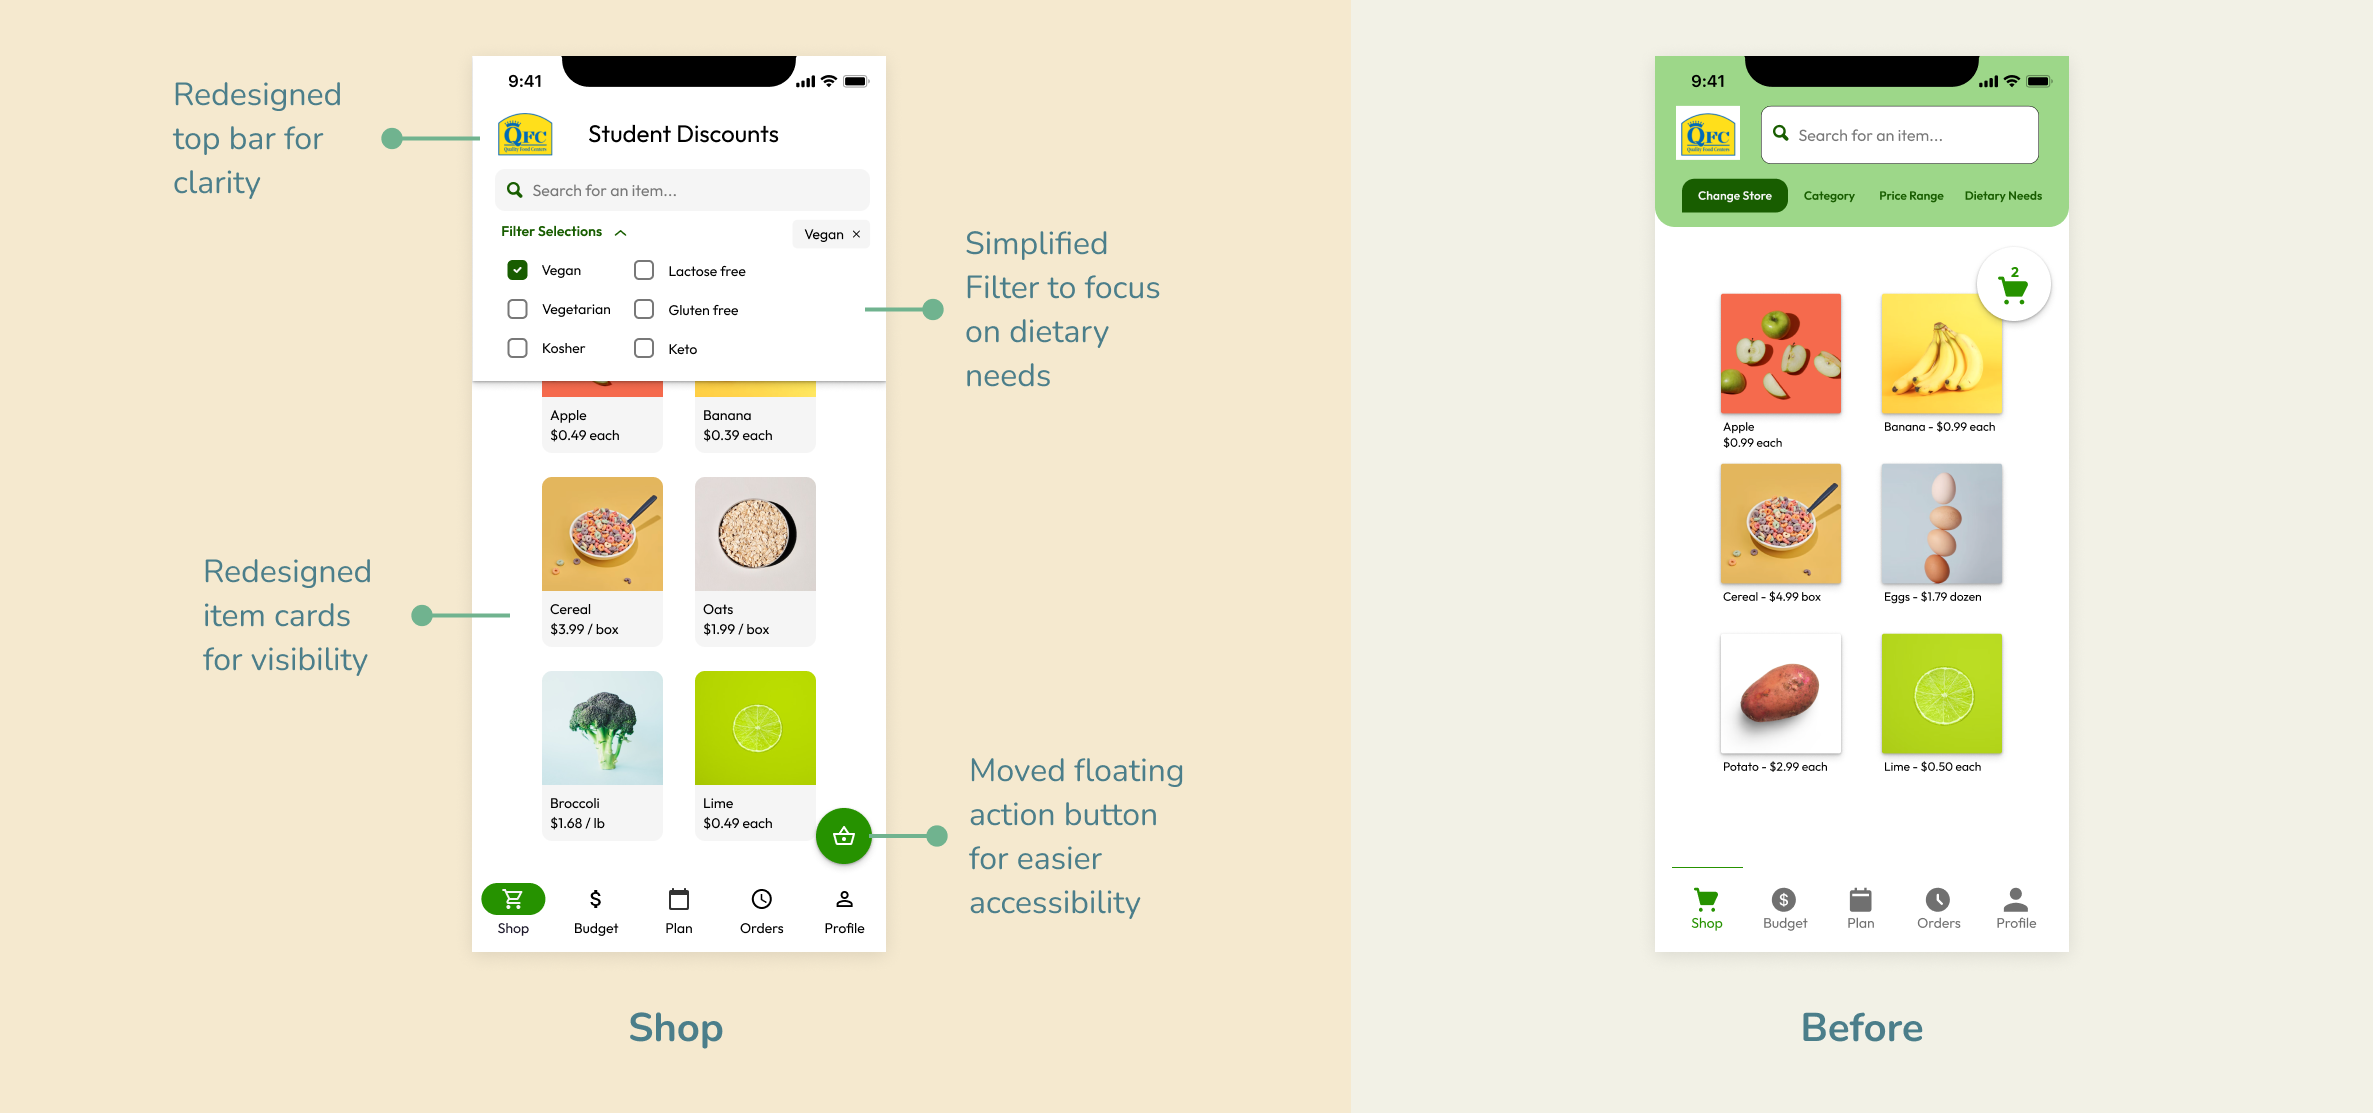 Redesigned
top bar for
clarity
9:41
QFC
Quality Food Centers
Student Discounts
Search for an item...
Filter Selections
Vegan ×
Vegan
Lactose free
Vegetarian
Gluten free
Kosher
Keto
Simplified
Filter to focus
on dietary
needs
Apple
$0.49 each
Banana
$0.39 each
Redesigned
item cards
for visibility
Cereal
$3.99 / box
Oats
$1.99 / box
Broccoli
$1.68 / lb
Lime
$0.49 each
Moved floating
action button
for easier
accessibility
Shop
Budget
Plan
Orders
Profile
Shop
9:41
QFC
Quality Food Centers
Search for an item...
Change Store
Category
Price Range
Dietary Needs
2
Apple
$0.99 each
Banana - $0.99 each
Cereal - $4.99 box
Eggs - $1.79 dozen
Potato - $2.99 each
Lime - $0.50 each
Shop
Budget
Plan
Orders
Profile
Before